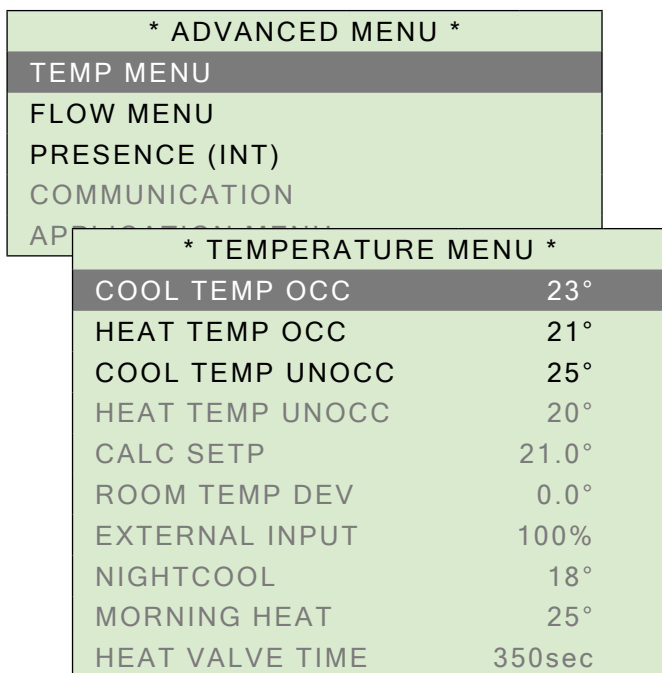 * ADVANCED MENU *
TEMP MENU
FLOW MENU
PRESENCE (INT)
COMMUNICATION
* TEMPERATURE MENU *
COOL TEMP OCC 23°
HEAT TEMP OCC 21°
COOL TEMP UNOCC 25°
HEAT TEMP UNOCC 20°
CALC SETP 21.0°
ROOM TEMP DEV 0.0°
EXTERNAL INPUT 100%
NIGHTCOOL 18°
MORNING HEAT 25°
HEAT VALVE TIME 350sec